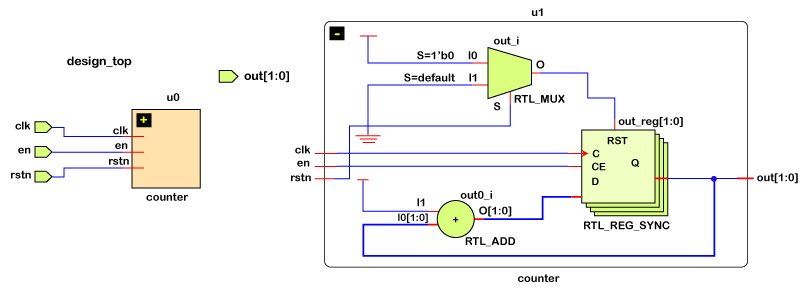 design_top
out[1:0]
u0
+
clk
clk
en
en
rstn
rstn
counter
u1
-
out_i
S=1'b0
I0
O
S=default
I1
S
RTL_MUX
out_reg[1:0]
RST
clk
C
en
CE
Q
rstn
D
out[1:0]
I1
out0_i
I0[1:0]
+
O[1:0]
RTL_ADD
RTL_REG_SYNC
counter